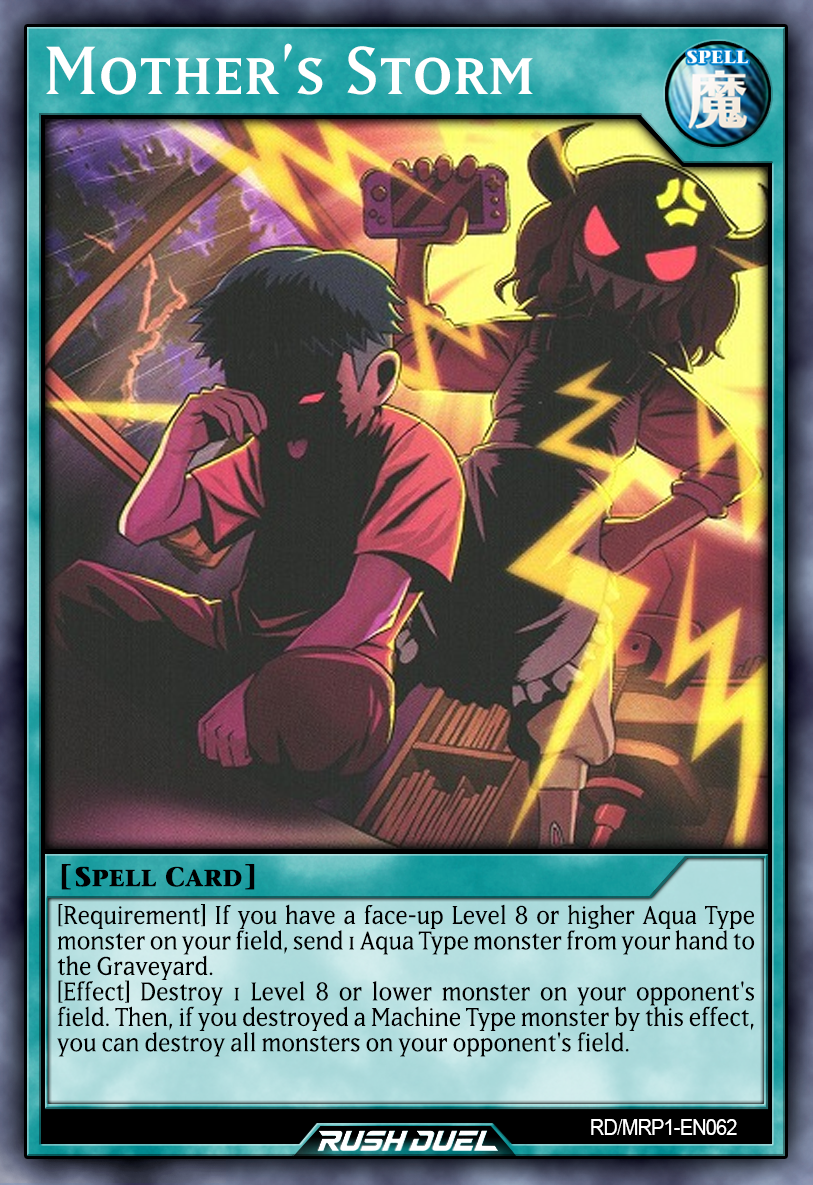 Mother's Storm
SPELL
魔
[Spell Card]
[Requirement] If you have a face-up Level 8 or higher Aqua Type
monster on your field, send 1 Aqua Type monster from your hand to
the Graveyard.
[Effect] Destroy 1 Level 8 or lower monster on your opponent's
field. Then, if you destroyed a Machine Type monster by this effect,
you can destroy all monsters on your opponent's field.
RD/MRP1-EN062
RUSH DUEL